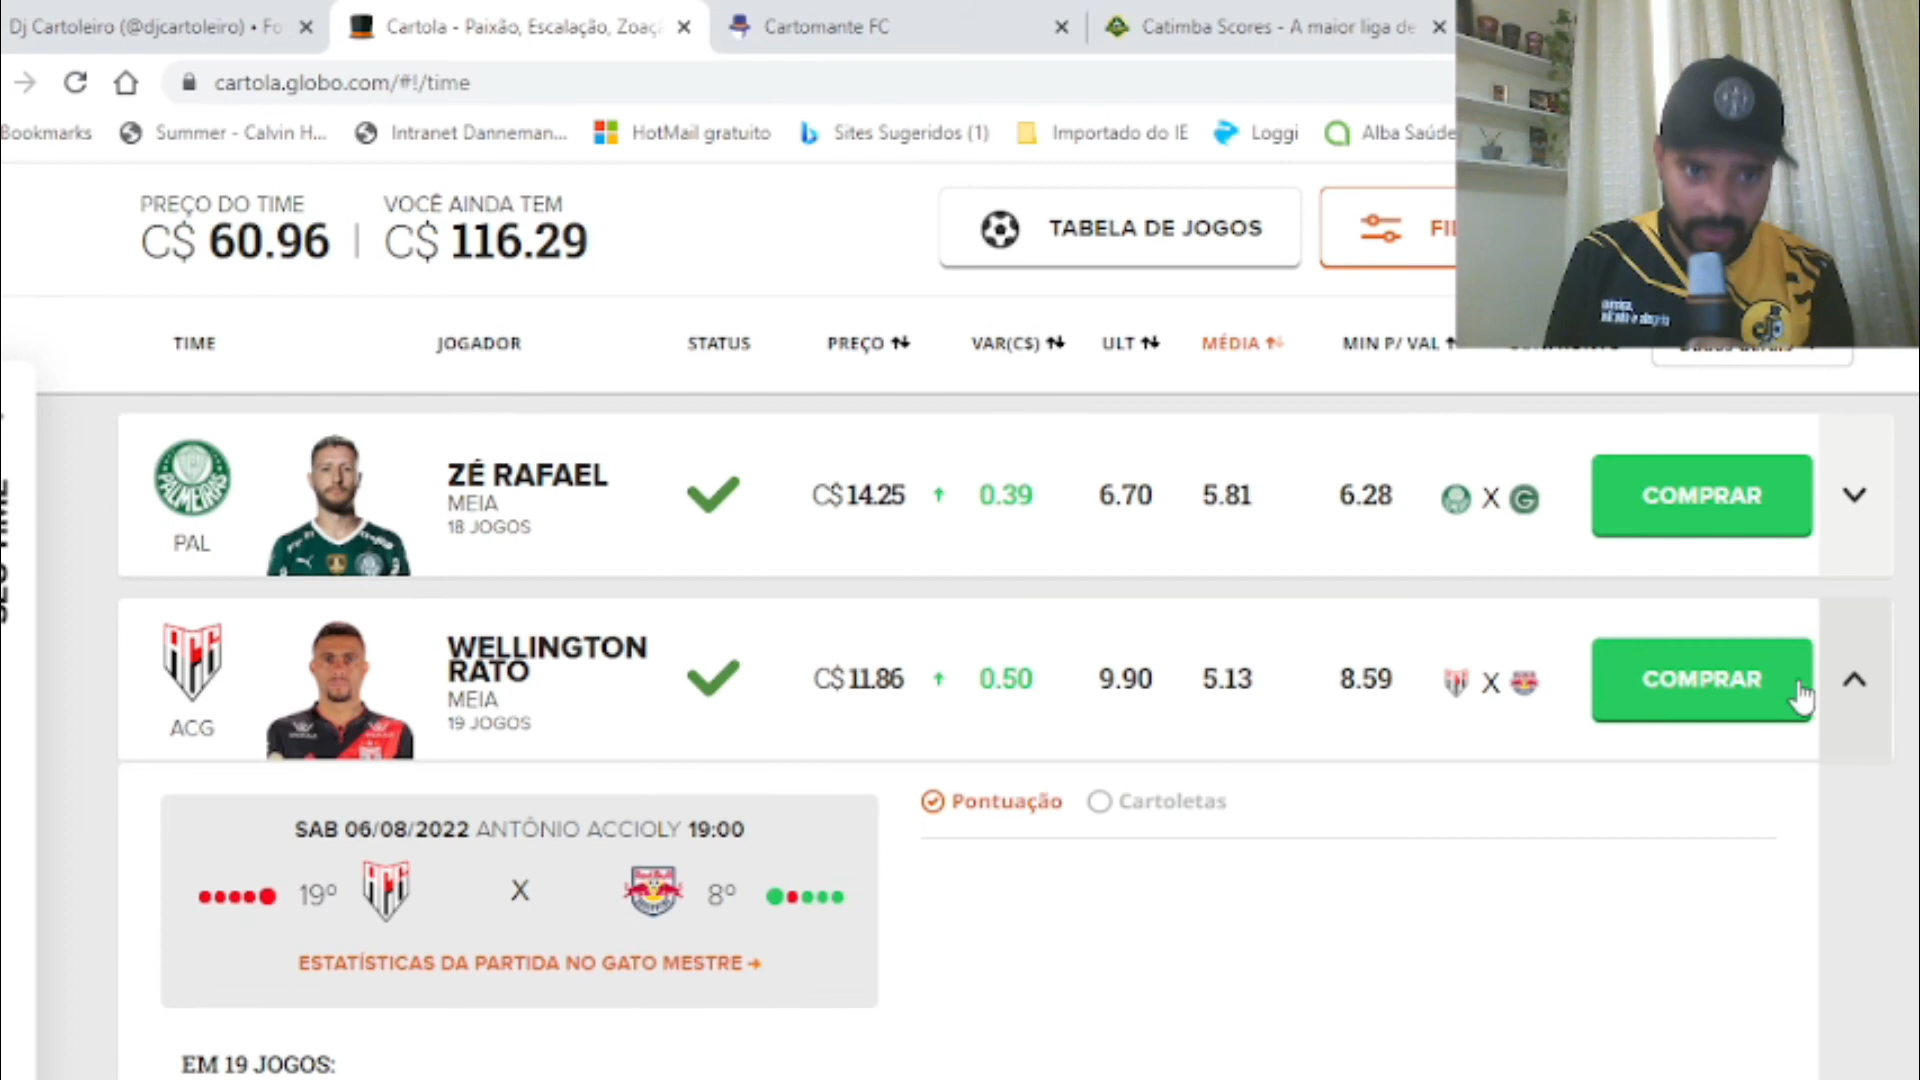 Dj Cartoleiro (@djcartoleiro) • Fo
Cartola - Paixão, Escalação, Zoaç
Cartomante FC
Catimba Scores - A maior liga de
cartola.globo.com/#!/time
Bookmarks
Summer - Calvin H...
Intranet Danneman...
HotMail gratuito
Sites Sugeridos (1)
Importado do IE
Loggi
Alba Saúde
PREÇO DO TIME
C$ 60.96
VOCÊ AINDA TEM
C$ 116.29
TABELA DE JOGOS
FIL
TIME
JOGADOR
STATUS
PREÇO
VAR(C$)
ULT
MÉDIA
MIN P/ VAL
PALMEIRAS
PAL
ZÉ RAFAEL
MEIA
18 JOGOS
C$ 14.25
0.39
6.70
5.81
6.28
X
COMPRAR
ACG
ACG
WELLINGTON
RATO
MEIA
19 JOGOS
C$ 11.86
0.50
9.90
5.13
8.59
X
COMPRAR
SAB 06/08/2022 ANTÔNIO ACCIOLY 19:00
19º
ACG
X
8º
ESTATÍSTICAS DA PARTIDA NO GATO MESTRE
EM 19 JOGOS:
Pontuação
Cartoletas